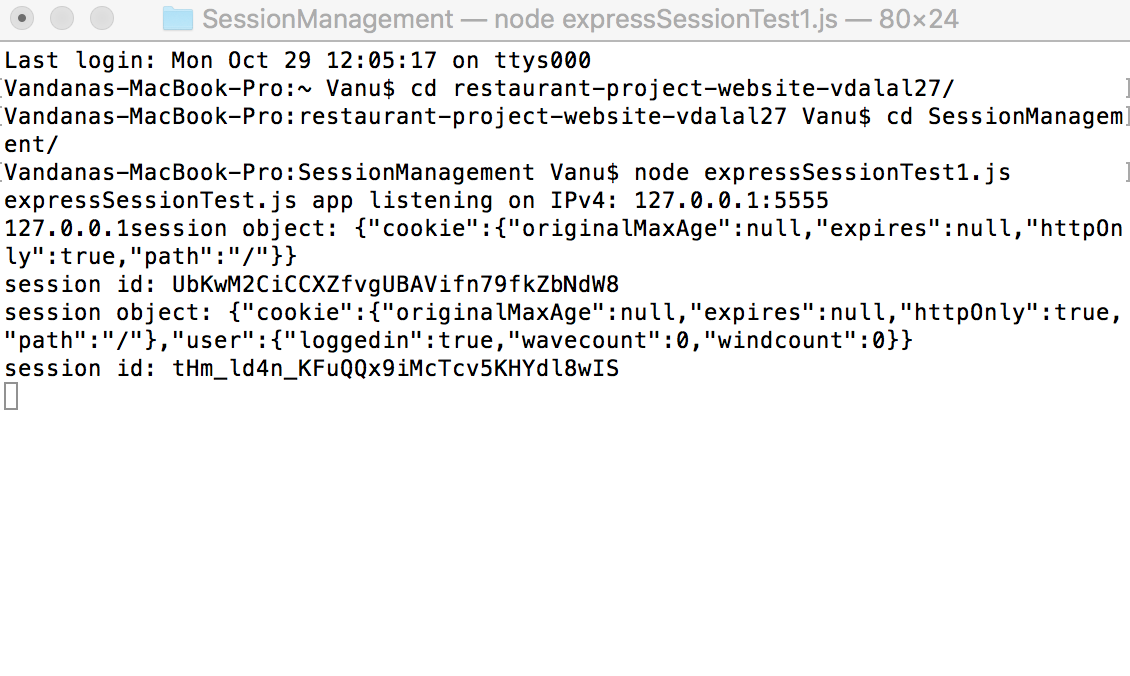 SessionManagement — node expressSessionTest1.js — 80×24
Last login: Mon Oct 29 12:05:17 on ttys000
[Vandanas-MacBook-Pro:~ Vanu$ cd restaurant-project-website-vdalal27/ ]
[Vandanas-MacBook-Pro:restaurant-project-website-vdalal27 Vanu$ cd SessionManagem]
ent/
[Vandanas-MacBook-Pro:SessionManagement Vanu$ node expressSessionTest1.js ]
expressSessionTest.js app listening on IPv4: 127.0.0.1:5555
127.0.0.1session object: {"cookie":{"originalMaxAge":null,"expires":null,"httpOn
ly":true,"path":"/"}}
session id: UbKwM2CiCCXZfvgUBAVifn79fkZbNdW8
session object: {"cookie":{"originalMaxAge":null,"expires":null,"httpOnly":true,
"path":"/"},"user":{"loggedin":true,"wavecount":0,"windcount":0}}
session id: tHm_ld4n_KFuQQx9iMcTcv5KHYdl8wIS